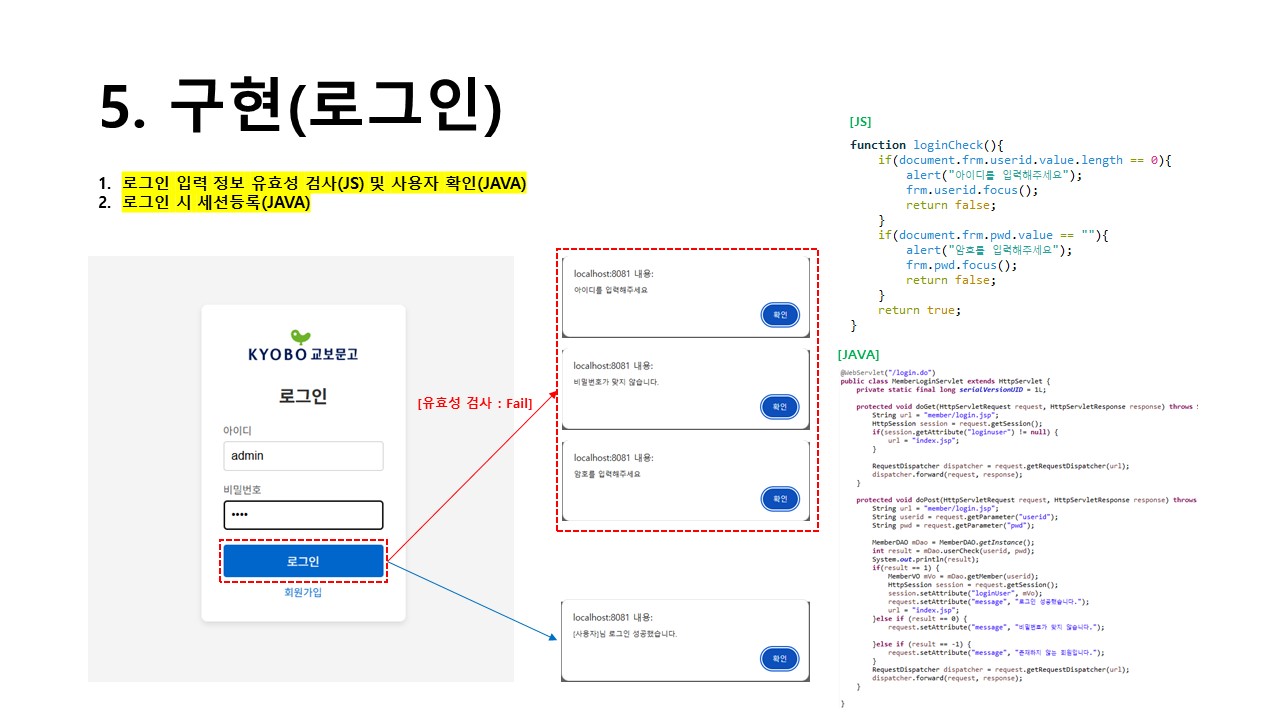 5. 구현(로그인)
1. 로그인 입력 정보 유효성 검사(JS) 및 사용자 확인(JAVA)
2. 로그인 시 세션등록(JAVA)
KYOBO 교보문고
로그인
아이디
admin
비밀번호
••••
로그인
회원가입
[유효성 검사 : Fail]
localhost:8081 내용:
아이디를 입력해주세요
확인
localhost:8081 내용:
비밀번호가 맞지 않습니다.
확인
localhost:8081 내용:
암호를 입력해주세요
확인
localhost:8081 내용:
[사용자]님 로그인 성공했습니다.
확인
[JS]
function loginCheck(){
    if(document.frm.userid.value.length == 0){
        alert("아이디를 입력해주세요");
        frm.userid.focus();
        return false;
    }
    if(document.frm.pwd.value == ""){
        alert("암호를 입력해주세요");
        frm.pwd.focus();
        return false;
    }
    return true;
}
[JAVA]
@WebServlet("/login.do")
public class MemberLoginServlet extends HttpServlet {
    private static final long serialVersionUID = 1L;
    protected void doGet(HttpServletRequest request, HttpServletResponse response) throws
        String url = "member/login.jsp";
        HttpSession session = request.getSession();
        if(session.getAttribute("loginuser") != null) {
            url = "index.jsp";
        }
        RequestDispatcher dispatcher = request.getRequestDispatcher(url);
        dispatcher.forward(request, response);
    }
    protected void doPost(HttpServletRequest request, HttpServletResponse response) throws
        String url = "member/login.jsp";
        String userid = request.getParameter("userid");
        String pwd = request.getParameter("pwd");
        MemberDAO mDao = MemberDAO.getInstance();
        int result = mDao.userCheck(userid, pwd);
        System.out.println(result);
        if(result == 1) {
            MemberVO mVo = mDao.getMember(userid);
            HttpSession session = request.getSession();
            session.setAttribute("loginUser", mVo);
            request.setAttribute("message", "로그인 성공했습니다.");
            url = "index.jsp";
        }else if (result == 0) {
            request.setAttribute("message", "비밀번호가 맞지 않습니다.");
        }else if (result == -1) {
            request.setAttribute("message", "존재하지 않는 회원입니다.");
        }
        RequestDispatcher dispatcher = request.getRequestDispatcher(url);
        dispatcher.forward(request, response);
    }
}